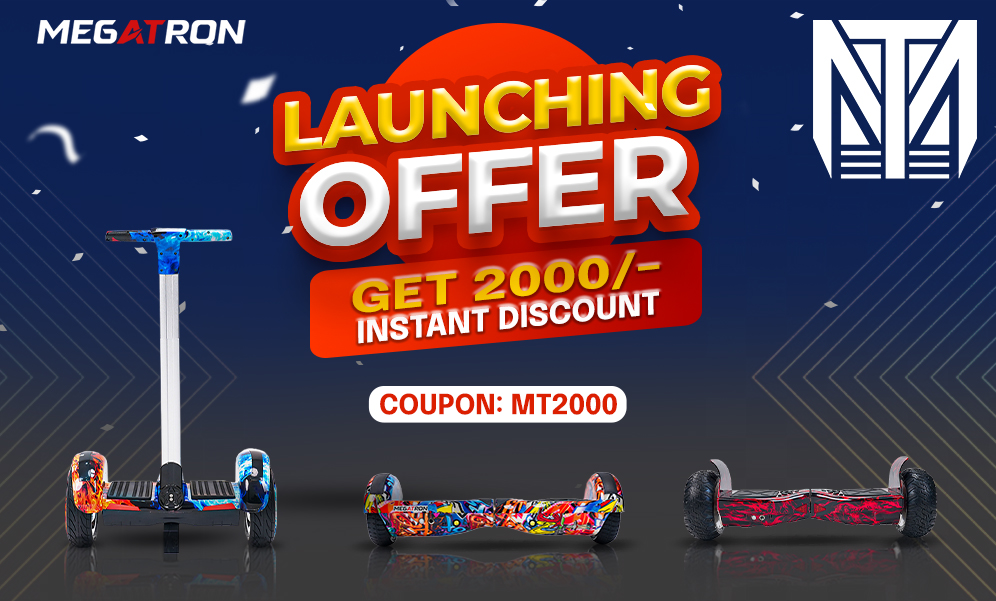 MEGATRON
LAUNCHING
OFFER
GET 2000/-
INSTANT DISCOUNT
COUPON: MT2000
MEGATRON